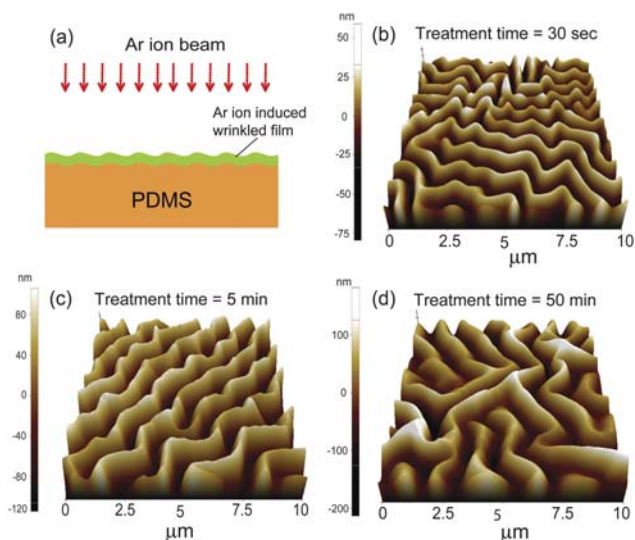 (a)
Ar ion beam
Ar ion induced
wrinkled film
PDMS
(b)
Treatment time = 30 sec
nm
50
25
0
-25
-50
-75
0
2.5
5
7.5
10
μm
(c)
Treatment time = 5 min
nm
80
40
0
-40
-80
-120
0
2.5
5
7.5
10
μm
(d)
Treatment time = 50 min
nm
100
0
-100
-200
0
2.5
5
7.5
10
μm